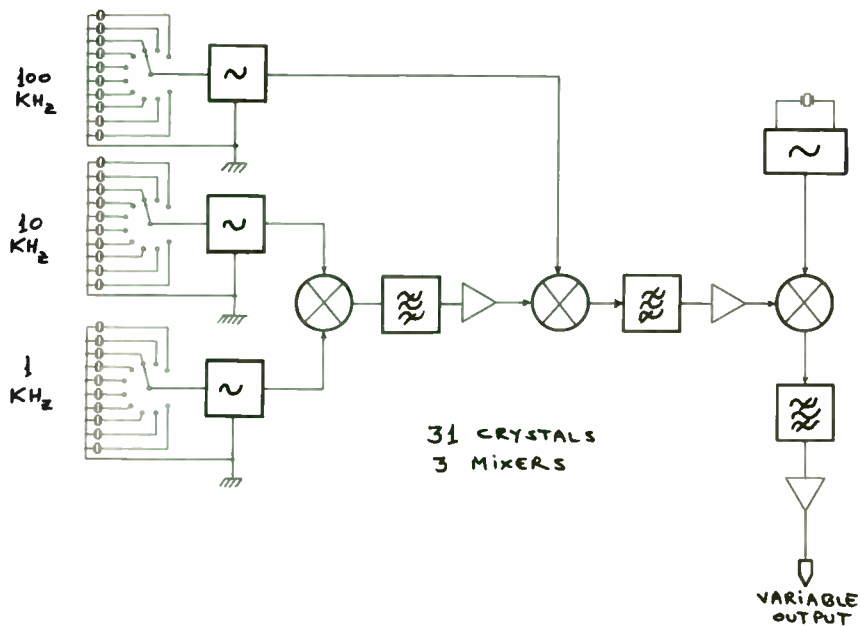 100
KHz
10
KHz
1
KHz
31 CRYSTALS
3 MiXERS
VARiABLE
OUTPUT